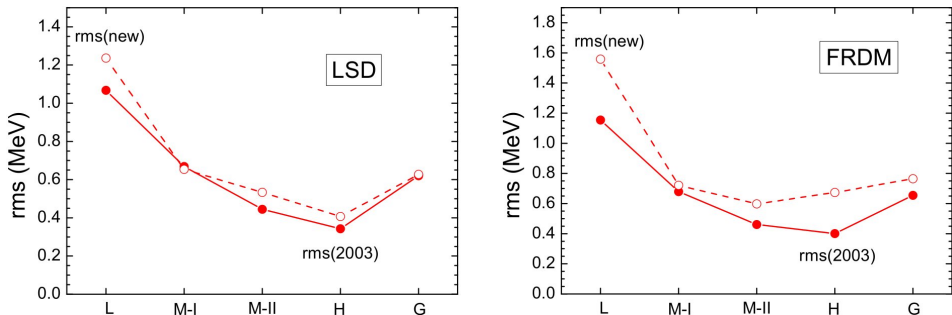 1.4
1.2
1.0
0.8
0.6
0.4
0.2
0.0
rms (MeV)
rms(new)
LSD
rms(2003)
L M-I M-II H G
1.8
1.6
1.4
1.2
1.0
0.8
0.6
0.4
0.2
0.0
rms (MeV)
rms(new)
FRDM
rms(2003)
L M-I M-II H G